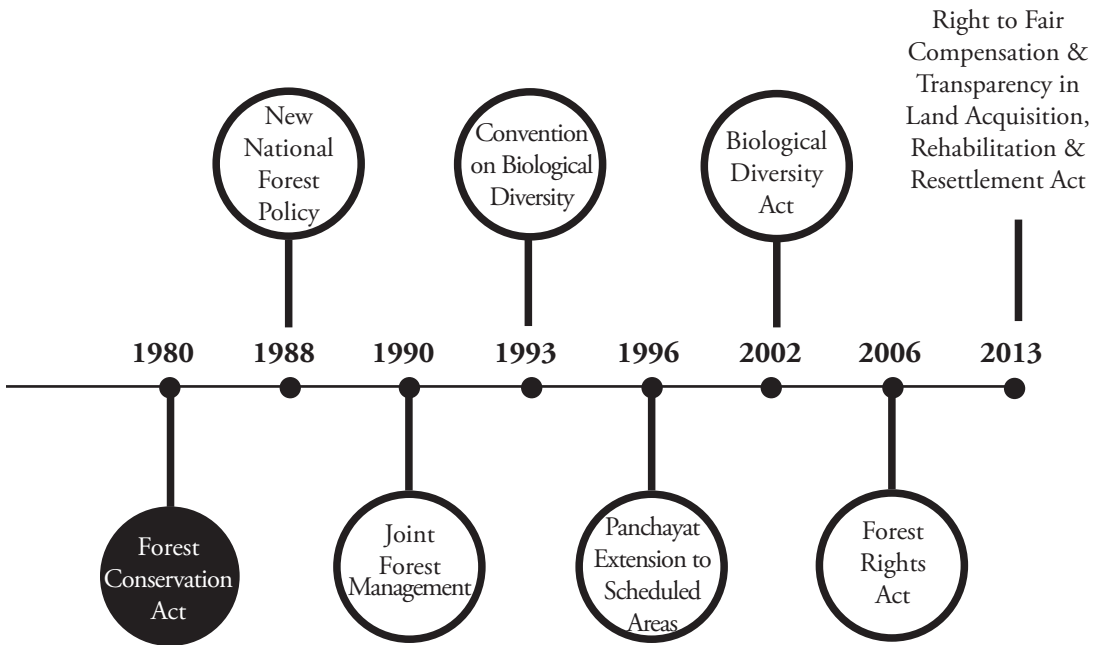 Right to Fair
Compensation &
Transparency in
Land Acquisition,
Rehabilitation &
Resettlement Act
New
National
Forest
Policy
Convention
on Biological
Diversity
Biological
Diversity
Act
1980 1988 1990 1993 1996 2002 2006 2013
Forest
Conservation
Act
Joint
Forest
Management
Panchayat
Extension to
Scheduled
Areas
Forest
Rights
Act